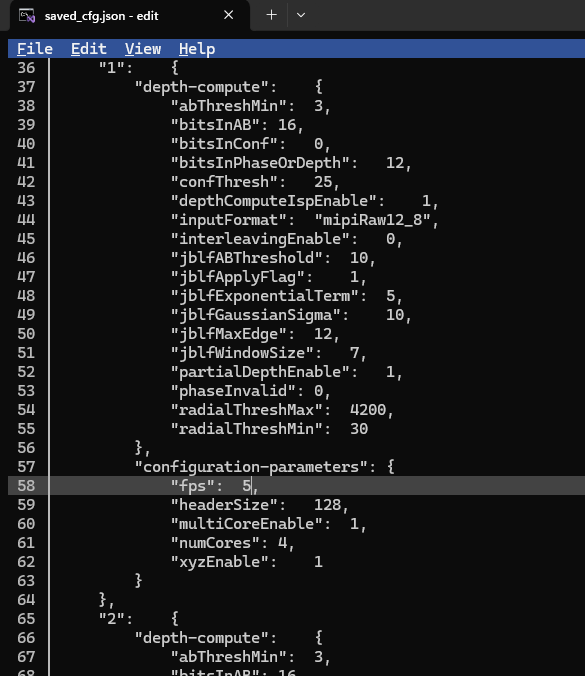 saved_cfg.json - edit
File Edit View Help
36 "1": {
37 "depth-compute": {
38 "abThreshMin": 3,
39 "bitsInAB": 16,
40 "bitsInConf": 0,
41 "bitsInPhaseOrDepth": 12,
42 "confThresh": 25,
43 "depthComputeIspEnable": 1,
44 "inputFormat": "mipiRaw12_8",
45 "interleavingEnable": 0,
46 "jblfABThreshold": 10,
47 "jblfApplyFlag": 1,
48 "jblfExponentialTerm": 5,
49 "jblfGaussianSigma": 10,
50 "jblfMaxEdge": 12,
51 "jblfWindowSize": 7,
52 "partialDepthEnable": 1,
53 "phaseInvalid": 0,
54 "radialThreshMax": 4200,
55 "radialThreshMin": 30
56 },
57 "configuration-parameters": {
58 "fps": 5,
59 "headerSize": 128,
60 "multiCoreEnable": 1,
61 "numCores": 4,
62 "xyzEnable": 1
63 }
64 },
65 "2": {
66 "depth-compute": {
67 "abThreshMin": 3,
68 "bitsInAB": 16,